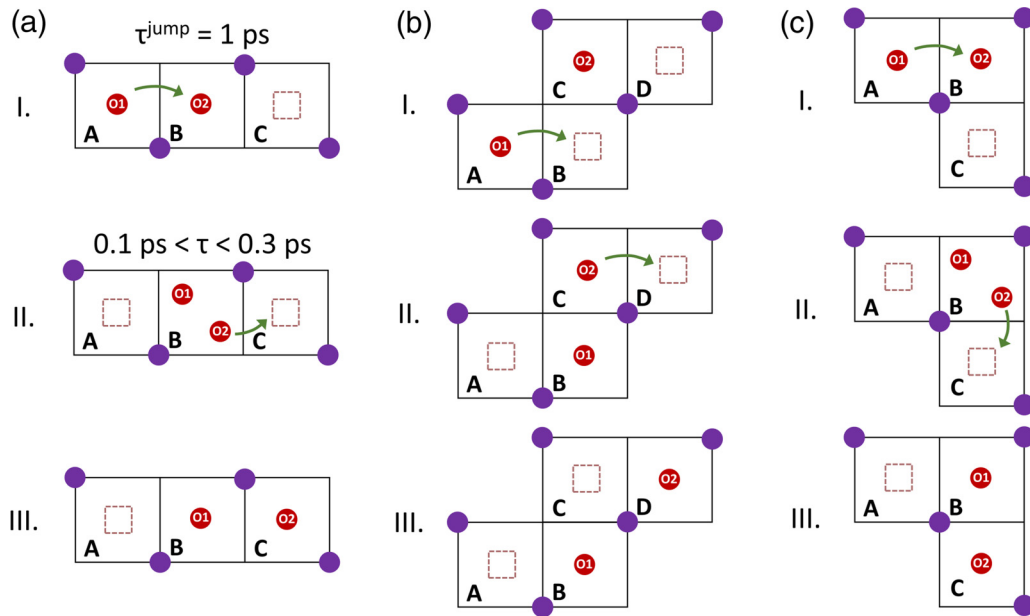 (a)
τ^jump = 1 ps
I.
O1
O2
A
B
C
0.1 ps < τ < 0.3 ps
II.
O1
O2
A
B
C
III.
O1
O2
A
B
C
(b)
I.
O2
C
D
O1
A
B
II.
O2
C
D
O1
A
B
III.
O2
C
D
O1
A
B
(c)
I.
O1
O2
A
B
C
II.
O1
O2
A
B
C
III.
O1
A
B
O2
C